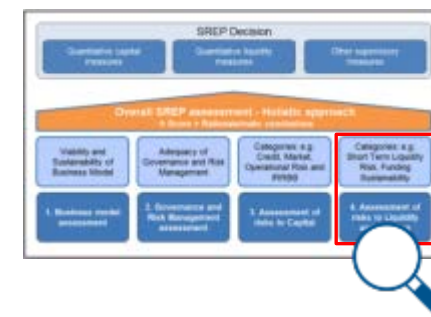 SREP Decision
Quantitative capital
measures
Quantitative liquidity
measures
Other supervisory
measures
Overall SREP assessment - Holistic approach
Viability and
Sustainability of
Business Model
Adequacy of
Governance and Risk
Management
Categories: e.g.
Credit, Market,
Operational Risk and
IRRBB
Categories: e.g.
Short Term Liquidity
Risk, Funding
Sustainability
1. Business model
assessment
2. Governance and
Risk Management
assessment
3. Assessment of
risks to Capital
4. Assessment of
risks to Liquidity